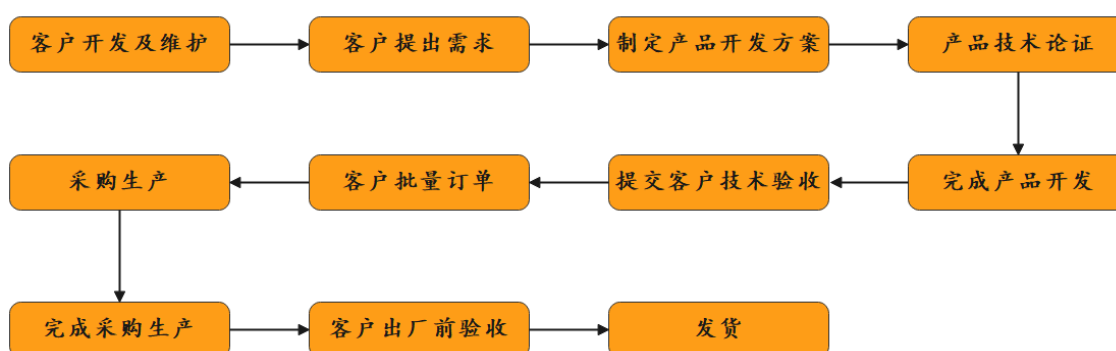 客户开发及维护
客户提出需求
制定产品开发方案
产品技术论证
完成产品开发
提交客户技术验收
客户批量订单
采购生产
完成采购生产
客户出厂前验收
发货